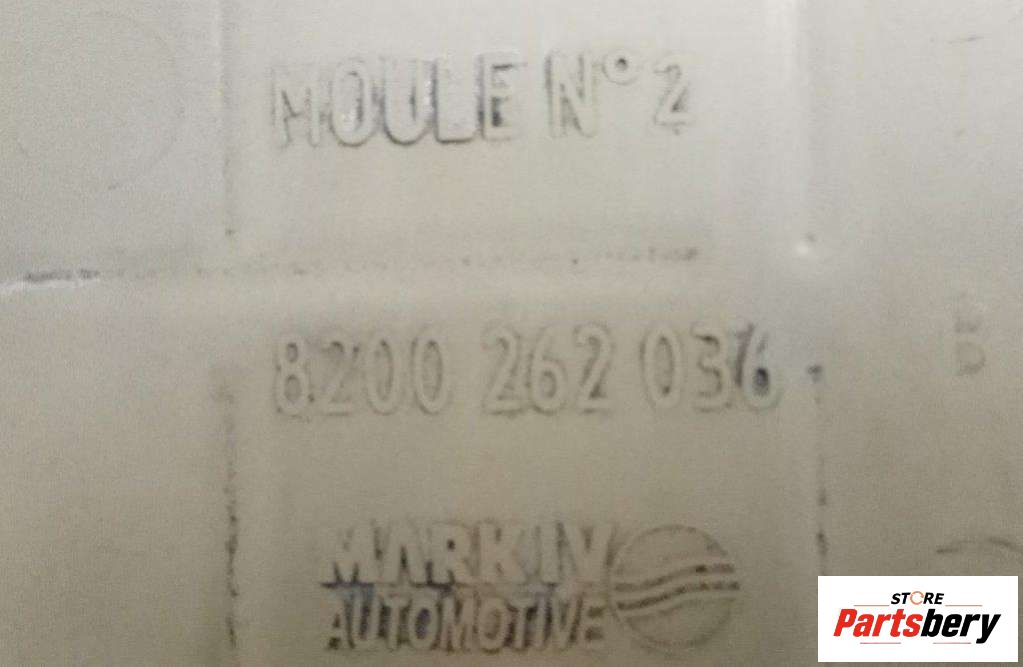 MOULE N° 2
8200 262 036
MARK IV
AUTOMOTIVE
STORE
Partsbery